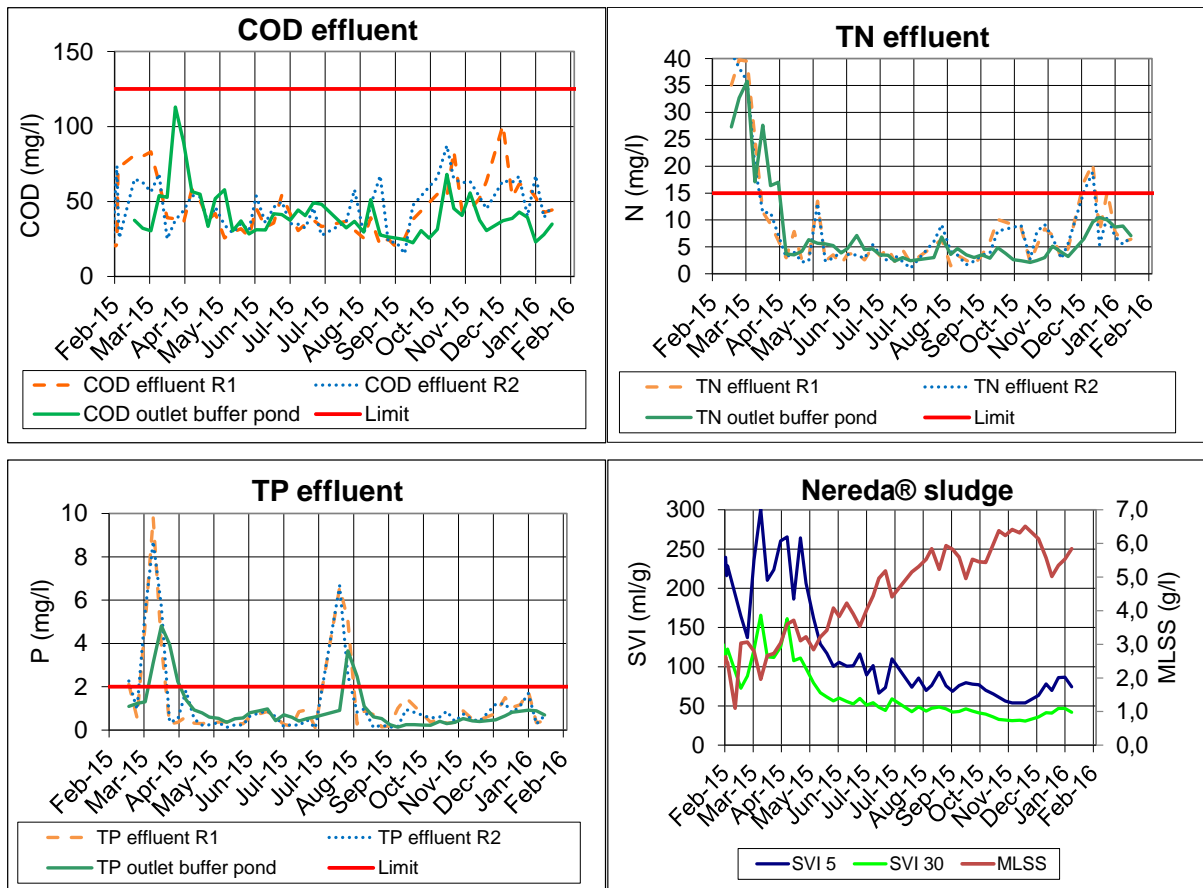 COD effluent
COD (mg/l)
150
100
50
0
Feb-15
Mar-15
Apr-15
May-15
Jun-15
Jul-15
Jul-15
Aug-15
Sep-15
Oct-15
Nov-15
Dec-15
Jan-16
Feb-16
COD effluent R1
COD effluent R2
COD outlet buffer pond
Limit
TN effluent
N (mg/l)
40
35
30
25
20
15
10
5
0
Feb-15
Mar-15
Apr-15
May-15
Jun-15
Jul-15
Jul-15
Aug-15
Sep-15
Oct-15
Nov-15
Dec-15
Jan-16
Feb-16
TN effluent R1
TN effluent R2
TN outlet buffer pond
Limit
TP effluent
P (mg/l)
10
8
6
4
2
0
Feb-15
Mar-15
Apr-15
May-15
Jun-15
Jul-15
Jul-15
Aug-15
Sep-15
Oct-15
Nov-15
Dec-15
Jan-16
Feb-16
TP effluent R1
TP effluent R2
TP outlet buffer pond
Limit
Nereda® sludge
SVI (ml/g)
300
250
200
150
100
50
0
MLSS (g/l)
7,0
6,0
5,0
4,0
3,0
2,0
1,0
0,0
Feb-15
Mar-15
Apr-15
May-15
Jun-15
Jul-15
Jul-15
Aug-15
Sep-15
Oct-15
Nov-15
Dec-15
Jan-16
Feb-16
SVI 5
SVI 30
MLSS